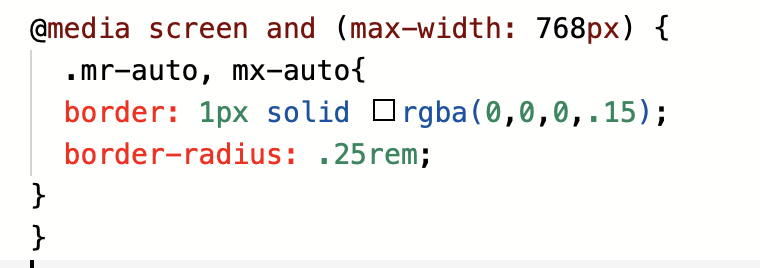 @media screen and (max-width: 768px) {
.mr-auto, mx-auto{
border: 1px solid rgba(0,0,0,.15);
border-radius: .25rem;
}
}